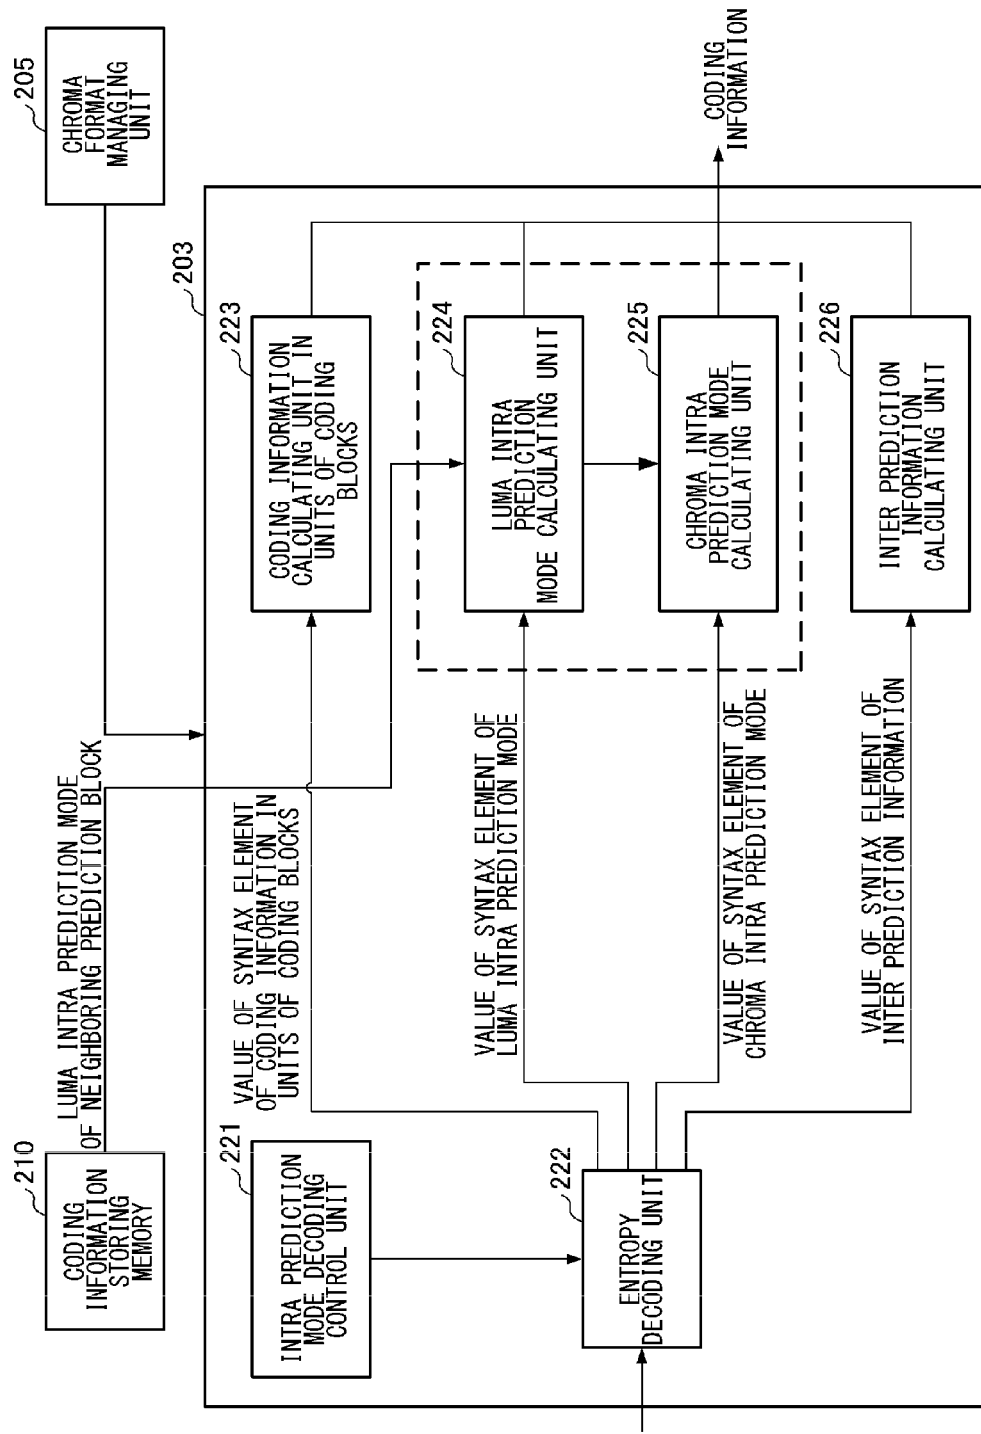 210
CODING
INFORMATION
STORING
MEMORY
LUMA INTRA PREDICTION MODE
OF NEIGHBORING PREDICTION BLOCK
205
CHROMA
FORMAT
MANAGING
UNIT
203
221
INTRA PREDICTION
MODE DECODING
CONTROL UNIT
VALUE OF SYNTAX ELEMENT
OF CODING INFORMATION IN
UNITS OF CODING BLOCKS
223
CODING INFORMATION
CALCULATING UNIT IN
UNITS OF CODING
BLOCKS
VALUE OF SYNTAX ELEMENT OF
LUMA INTRA PREDICTION MODE
224
LUMA INTRA
PREDICTION
MODE CALCULATING UNIT
222
ENTROPY
DECODING UNIT
VALUE OF SYNTAX ELEMENT OF
CHROMA INTRA PREDICTION MODE
225
CHROMA INTRA
PREDICTION MODE
CALCULATING UNIT
CODING
INFORMATION
VALUE OF SYNTAX ELEMENT OF
INTER PREDICTION INFORMATION
226
INTER PREDICTION
INFORMATION
CALCULATING UNIT